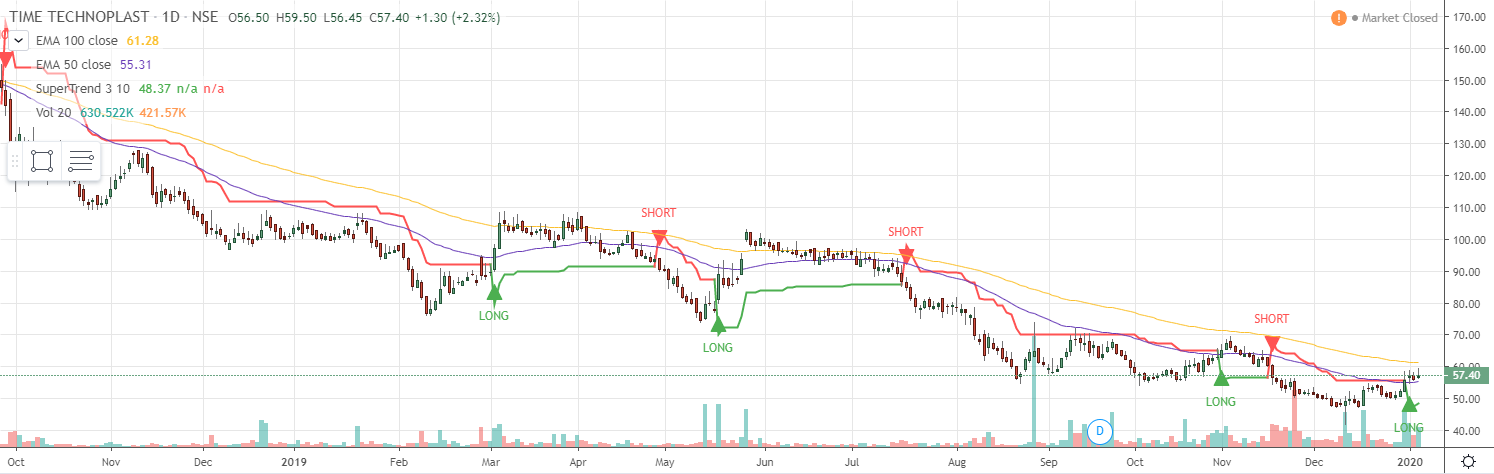 TIME TECHNOPLAST · 1D · NSE O56.50 H59.50 L56.45 C57.40 +1.30 (+2.32%)
! Market Closed
EMA 100 close 61.28
EMA 50 close 55.31
SuperTrend 3 10 48.37 n/a n/a
Vol 20 630.522K 421.57K
170.00
160.00
150.00
140.00
130.00
120.00
110.00
100.00
90.00
80.00
70.00
60.00
57.40
50.00
40.00
SHORT
SHORT
SHORT
LONG
LONG
LONG
LONG
D
Oct Nov Dec 2019 Feb Mar Apr May Jun Jul Aug Sep Oct Nov Dec 2020